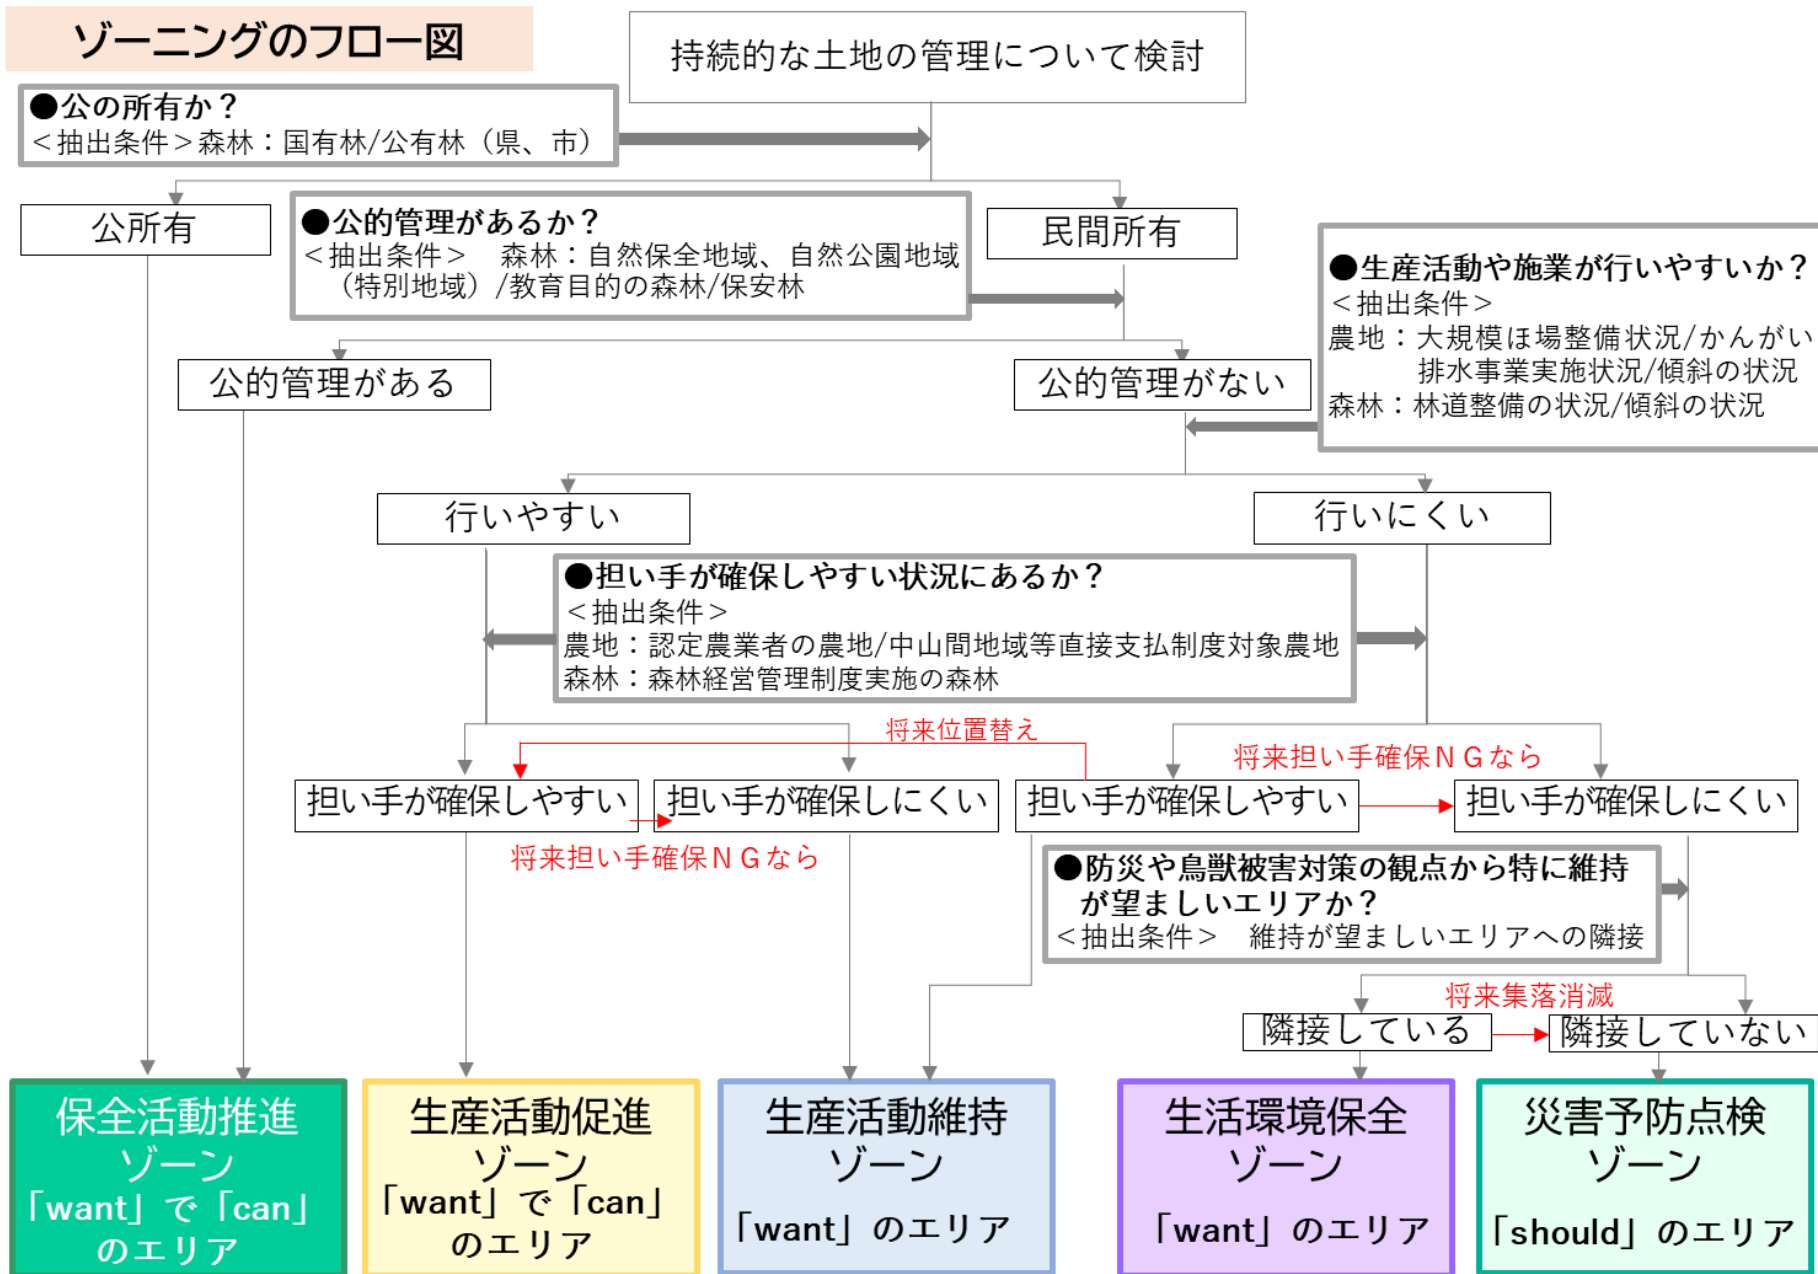 ゾーニングのフロー図
持続的な土地の管理について検討
●公の所有か？
＜抽出条件＞森林：国有林/公有林（県、市）
公所有
●公的管理があるか？
＜抽出条件＞　森林：自然保全地域、自然公園地域
（特別地域）/教育目的の森林/保安林
民間所有
●生産活動や施業が行いやすいか？
＜抽出条件＞
農地：大規模ほ場整備状況/かんがい
排水事業実施状況/傾斜の状況
森林：林道整備の状況/傾斜の状況
公的管理がある
公的管理がない
行いやすい
行いにくい
●担い手が確保しやすい状況にあるか？
＜抽出条件＞
農地：認定農業者の農地/中山間地域等直接支払制度対象農地
森林：森林経営管理制度実施の森林
将来位置替え
将来担い手確保ＮＧなら
担い手が確保しやすい
担い手が確保しにくい
担い手が確保しやすい
担い手が確保しにくい
将来担い手確保ＮＧなら
●防災や鳥獣被害対策の観点から特に維持
が望ましいエリアか？
＜抽出条件＞　維持が望ましいエリアへの隣接
将来集落消滅
隣接している
隣接していない
保全活動推進
ゾーン
「want」で「can」
のエリア
生産活動促進
ゾーン
「want」で「can」
のエリア
生産活動維持
ゾーン
「want」のエリア
生活環境保全
ゾーン
「want」のエリア
災害予防点検
ゾーン
「should」のエリア